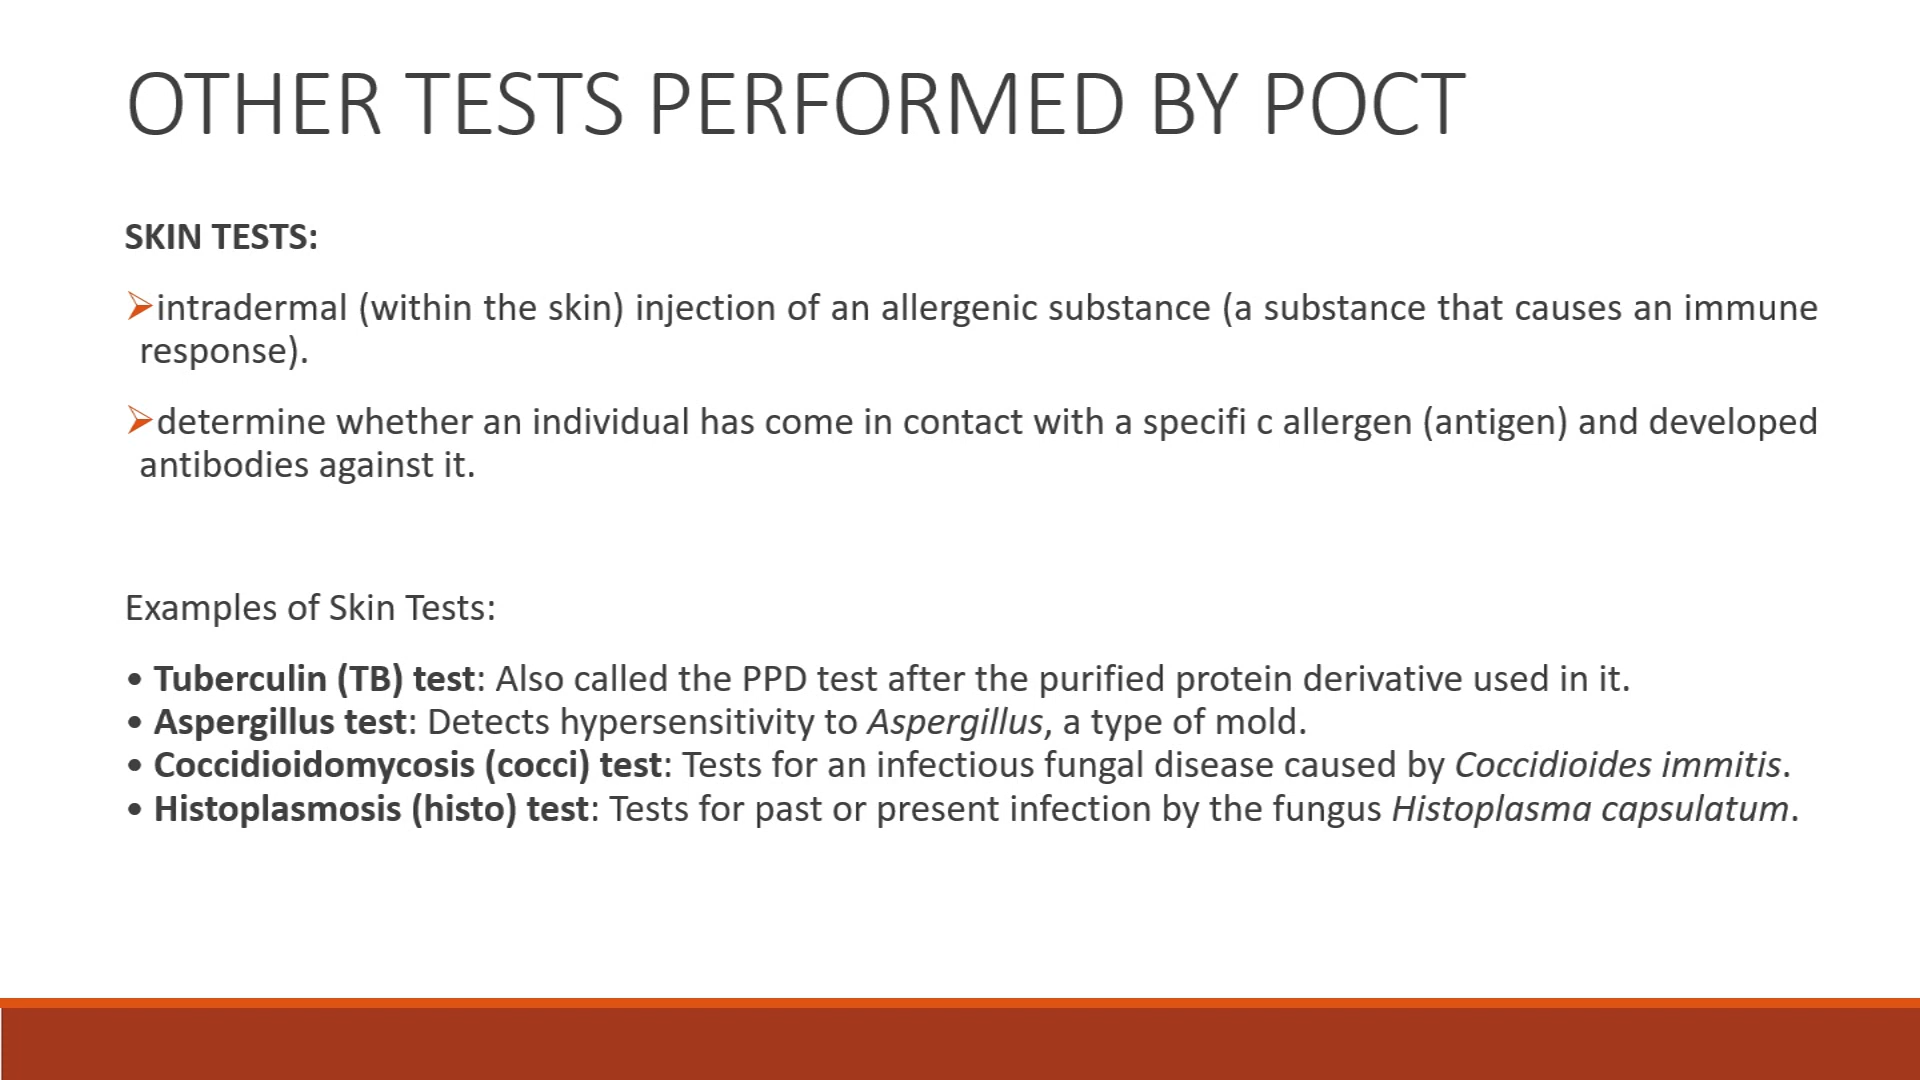 OTHER TESTS PERFORMED BY POCT
SKIN TESTS:
➢intradermal (within the skin) injection of an allergenic substance (a substance that causes an immune
response).
➢determine whether an individual has come in contact with a specifi c allergen (antigen) and developed
antibodies against it.
Examples of Skin Tests:
• Tuberculin (TB) test: Also called the PPD test after the purified protein derivative used in it.
• Aspergillus test: Detects hypersensitivity to Aspergillus, a type of mold.
• Coccidioidomycosis (cocci) test: Tests for an infectious fungal disease caused by Coccidioides immitis.
• Histoplasmosis (histo) test: Tests for past or present infection by the fungus Histoplasma capsulatum.